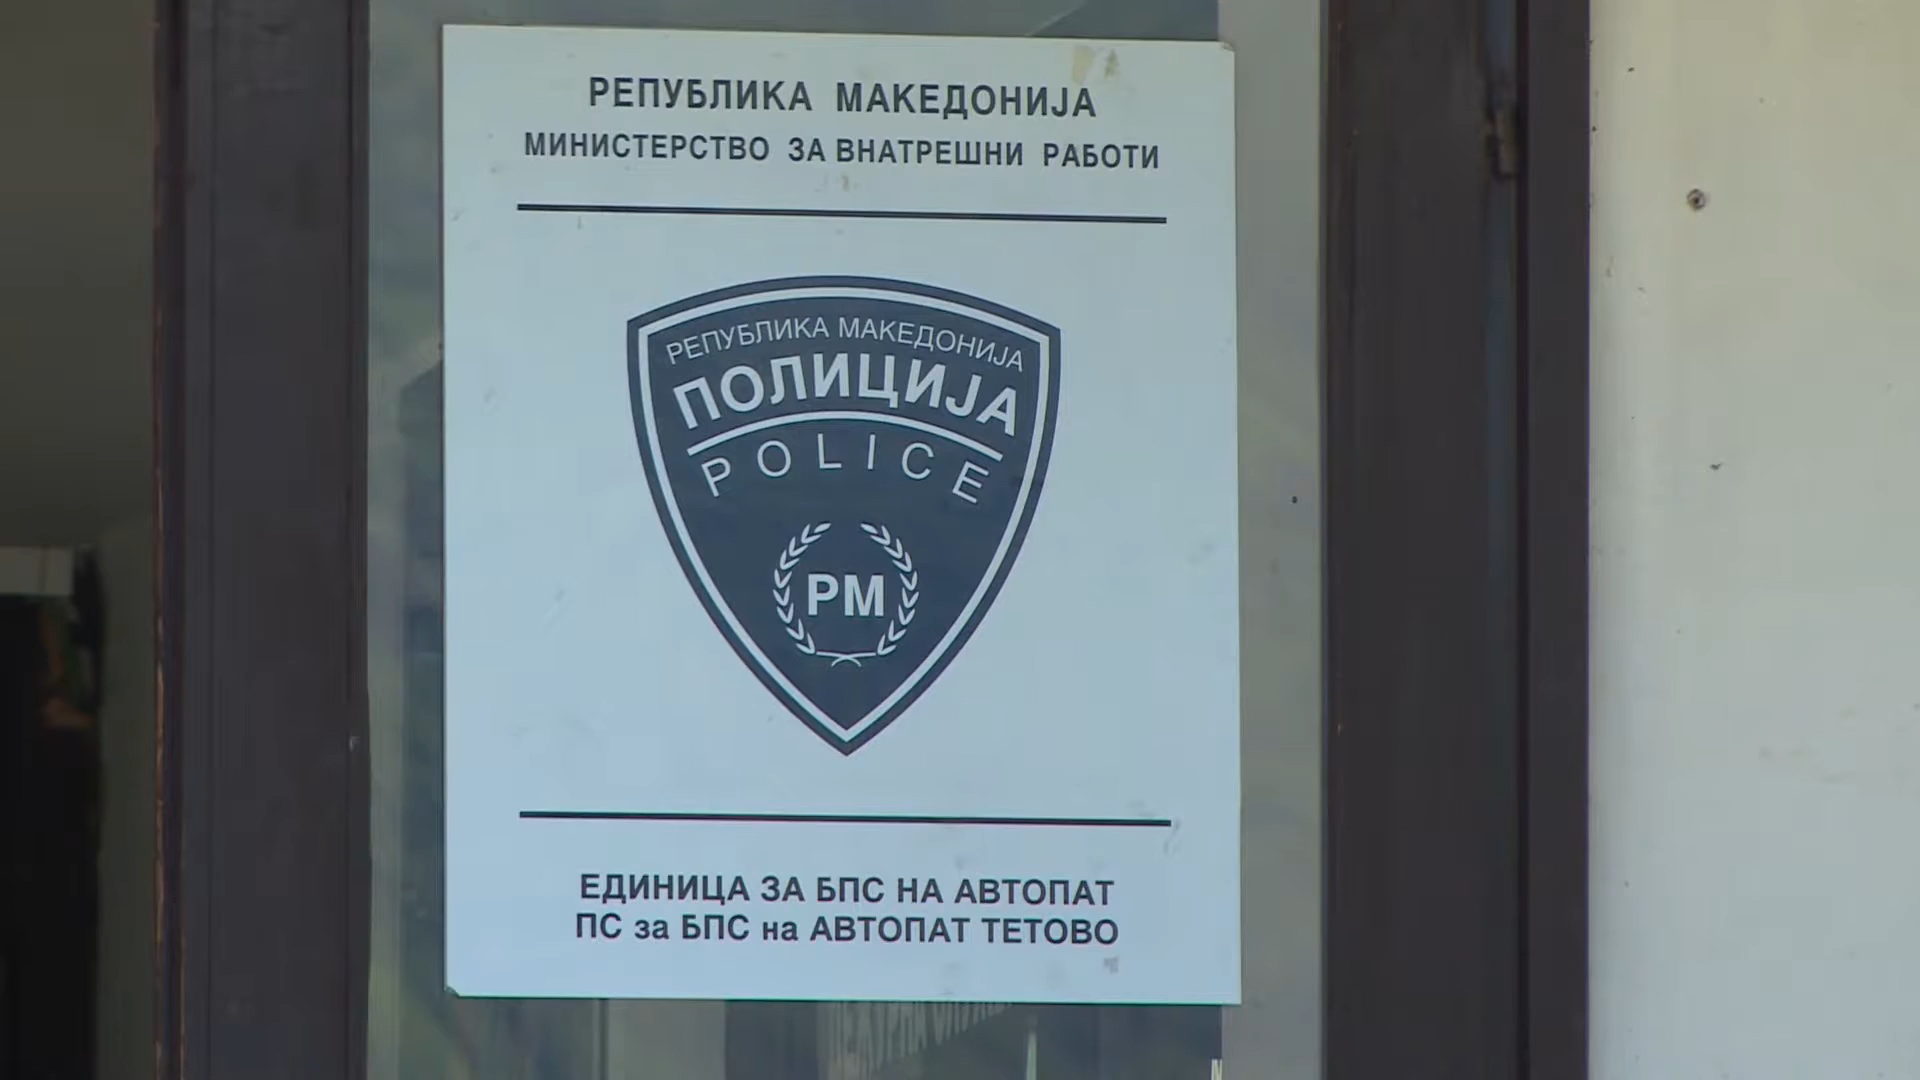 РЕПУБЛИКА МАКЕДОНИЈА
МИНИСТЕРСТВО ЗА ВНАТРЕШНИ РАБОТИ
РЕПУБЛИКА МАКЕДОНИЈА
ПОЛИЦИЈА
POLICE
РМ
ЕДИНИЦА ЗА БПС НА АВТОПАТ
ПС за БПС на АВТОПАТ ТЕТОВО